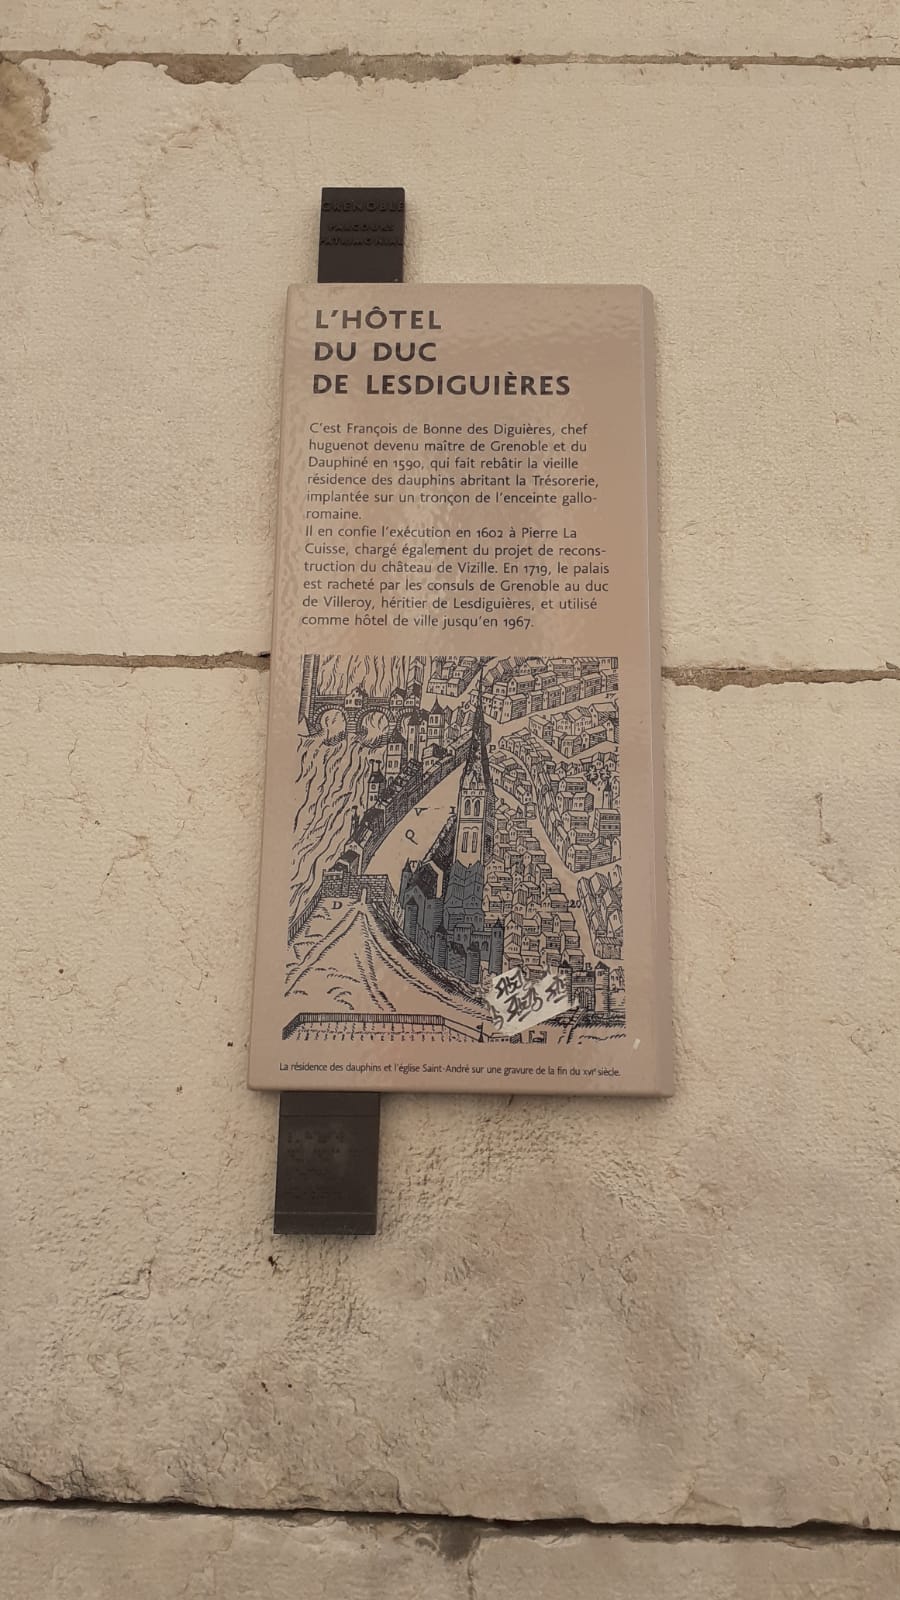 GRENOBLE
PARCOURS
PATRIMONIAL
L'HÔTEL
DU DUC
DE LESDIGUIÈRES
C'est François de Bonne des Diguières, chef
huguenot devenu maître de Grenoble et du
Dauphiné en 1590, qui fait rebâtir la vieille
résidence des dauphins abritant la Trésorerie,
implantée sur un tronçon de l'enceinte gallo-
romaine.
Il en confie l'exécution en 1602 à Pierre La
Cuisse, chargé également du projet de recons-
truction du château de Vizille. En 1719, le palais
est racheté par les consuls de Grenoble au duc
de Villeroy, héritier de Lesdiguières, et utilisé
comme hôtel de ville jusqu'en 1967.
17
P
V
P
T
D
20
La résidence des dauphins et l'église Saint-André sur une gravure de la fin du XVIe siècle.